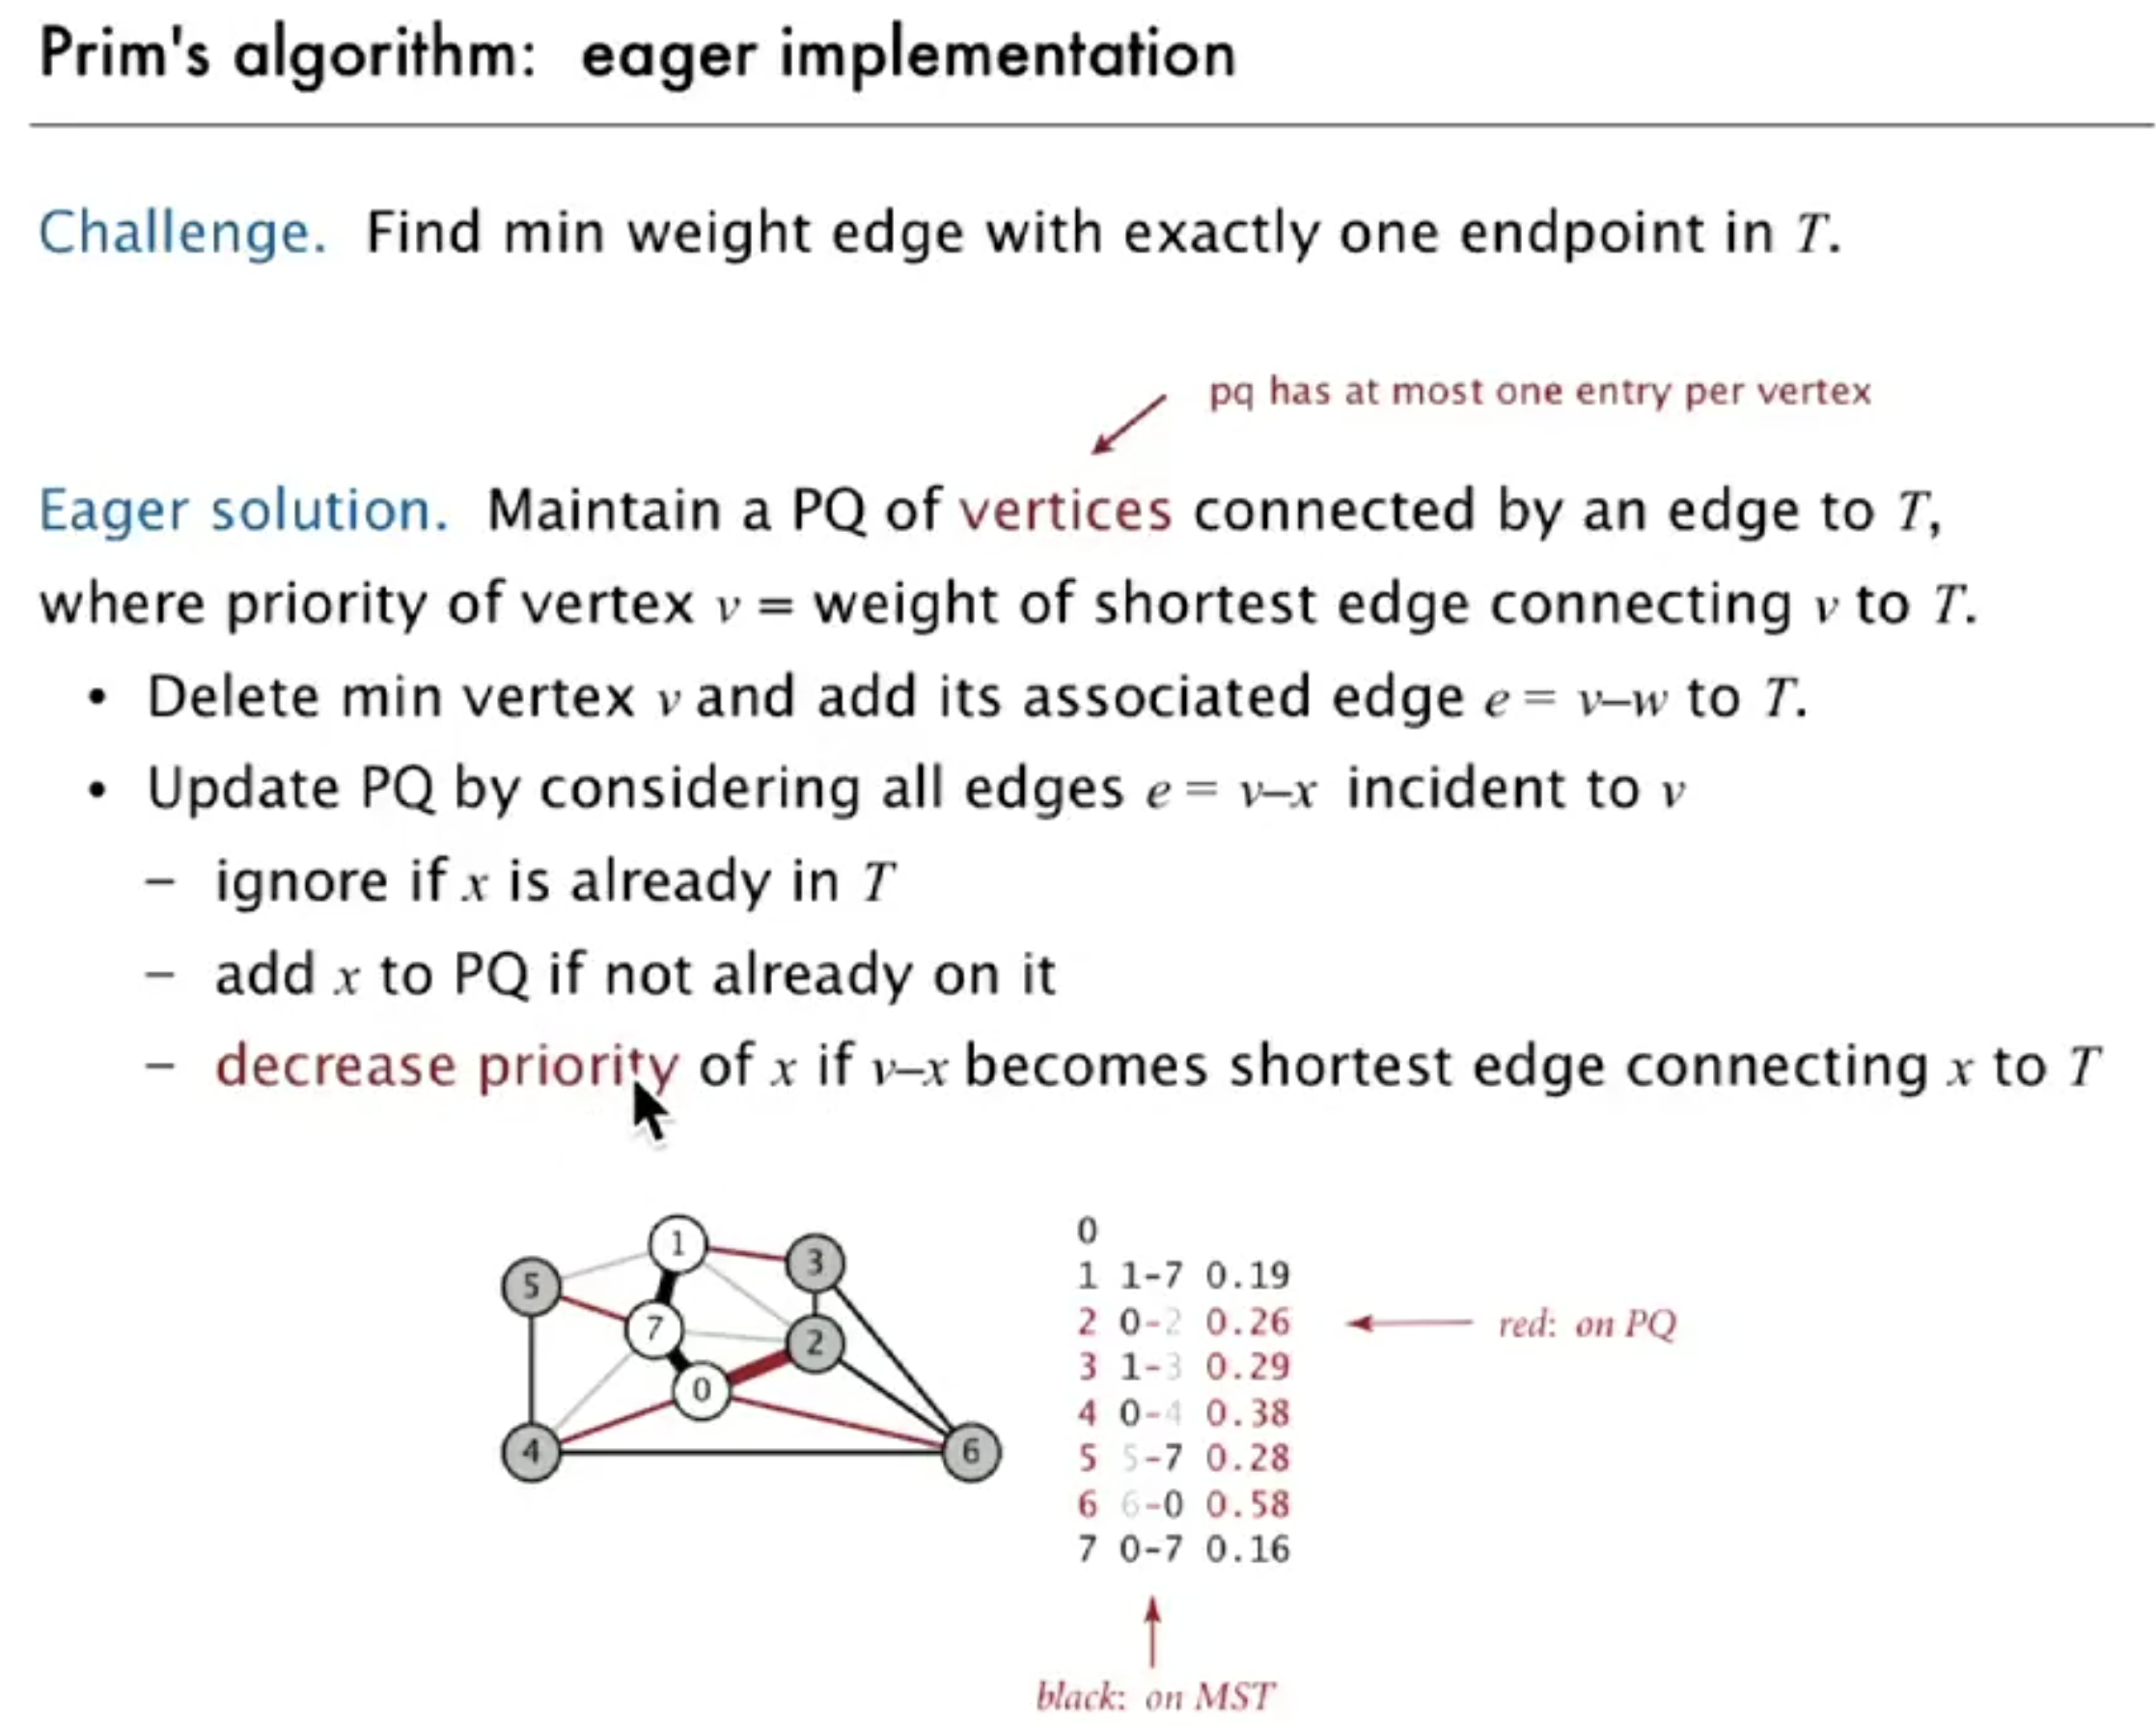 Prim's algorithm: eager implementation
Challenge. Find min weight edge with exactly one endpoint in T.
pq has at most one entry per vertex
Eager solution. Maintain a PQ of vertices connected by an edge to T,
where priority of vertex v = weight of shortest edge connecting v to T.
• Delete min vertex v and add its associated edge e = v–w to T.
• Update PQ by considering all edges e = v–x incident to v
– ignore if x is already in T
– add x to PQ if not already on it
– decrease priority of x if v–x becomes shortest edge connecting x to T
1
3
5
7
2
0
4
6
0
1 1-7 0.19
2 0-2 0.26
red: on PQ
3 1-3 0.29
4 0-4 0.38
5 5-7 0.28
6 6-0 0.58
7 0-7 0.16
black: on MST